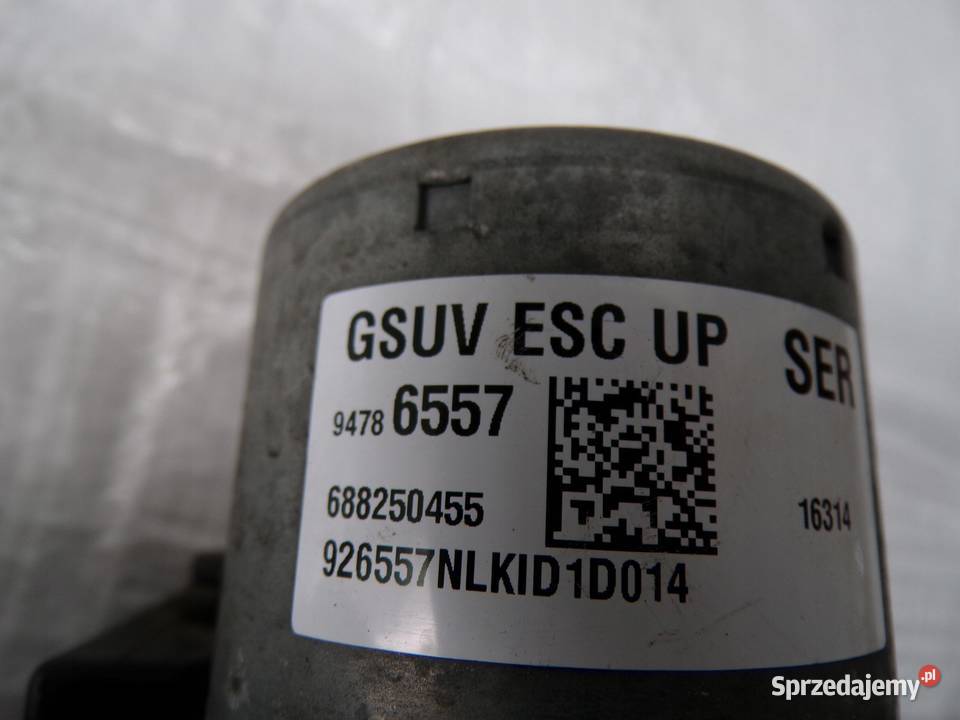 GSUV ESC UP SER
9478 6557
688250455 16314
926557NLKID1D014
Sprzedajemy.pl